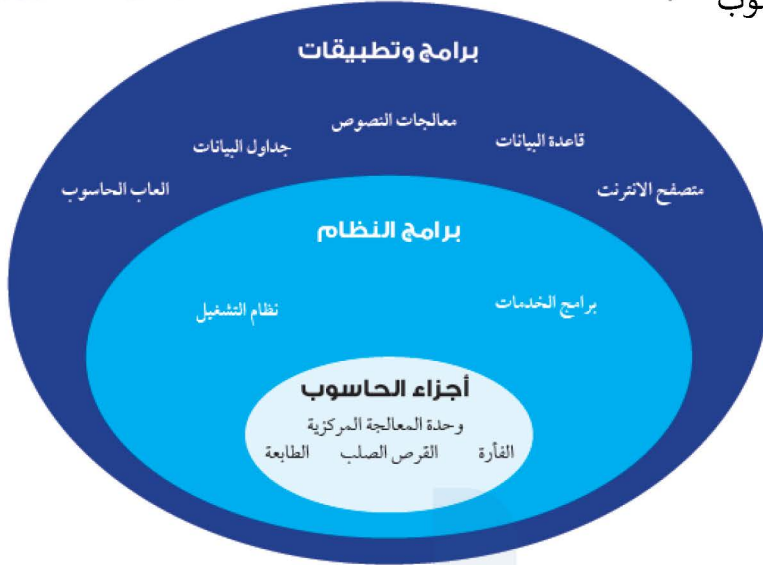 برامج وتطبيقات
معالجات النصوص
قاعدة البيانات
جداول البيانات
متصفح الانترنت
العاب الحاسوب
برامج النظام
برامج الخدمات
نظام التشغيل
أجزاء الحاسوب
وحدة المعالجة المركزية
الفأرة القرص الصلب الطابعة